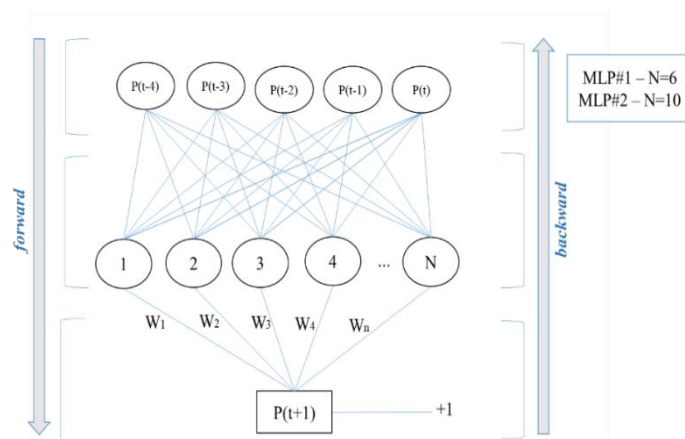 P(t-4) P(t-3) P(t-2) P(t-1) P(t)
MLP#1 – N=6
MLP#2 – N=10
forward
backward
1 2 3 4 ... N
W1 W2 W3 W4 Wn
P(t+1) +1